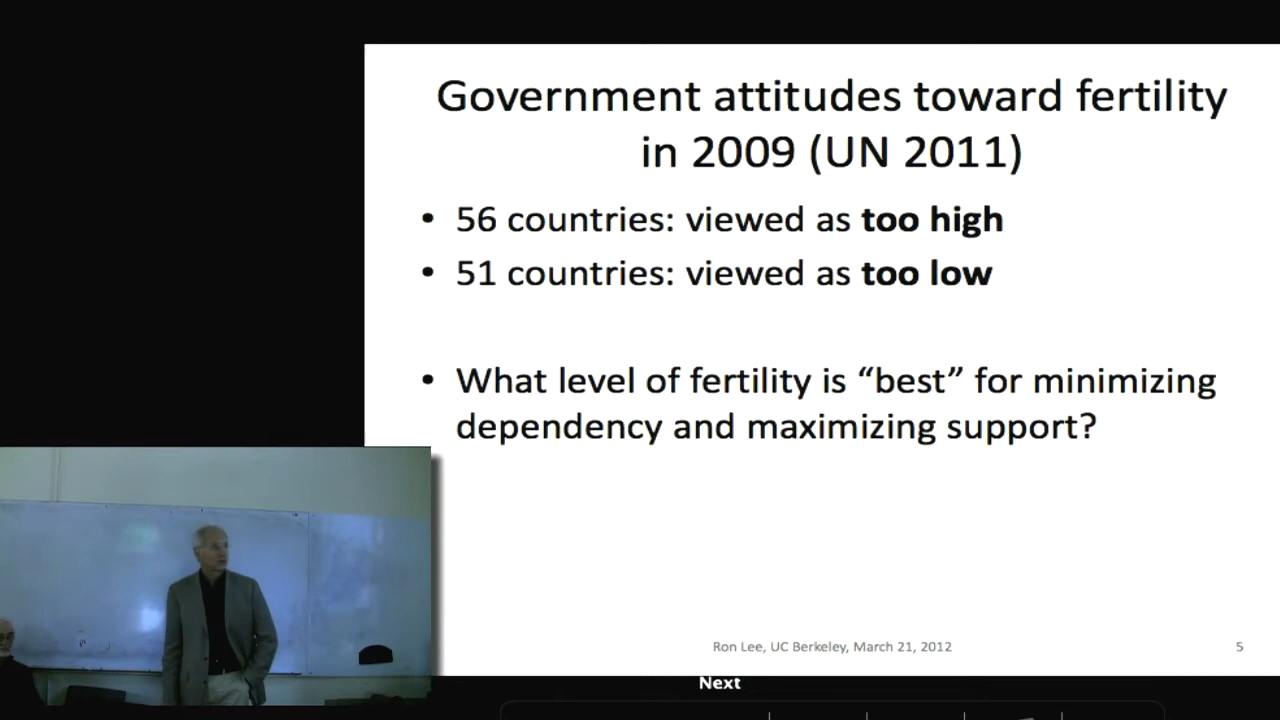 Government attitudes toward fertility
in 2009 (UN 2011)
• 56 countries: viewed as too high
• 51 countries: viewed as too low
• What level of fertility is “best” for minimizing
dependency and maximizing support?
Ron Lee, UC Berkeley, March 21, 2012
5
Next